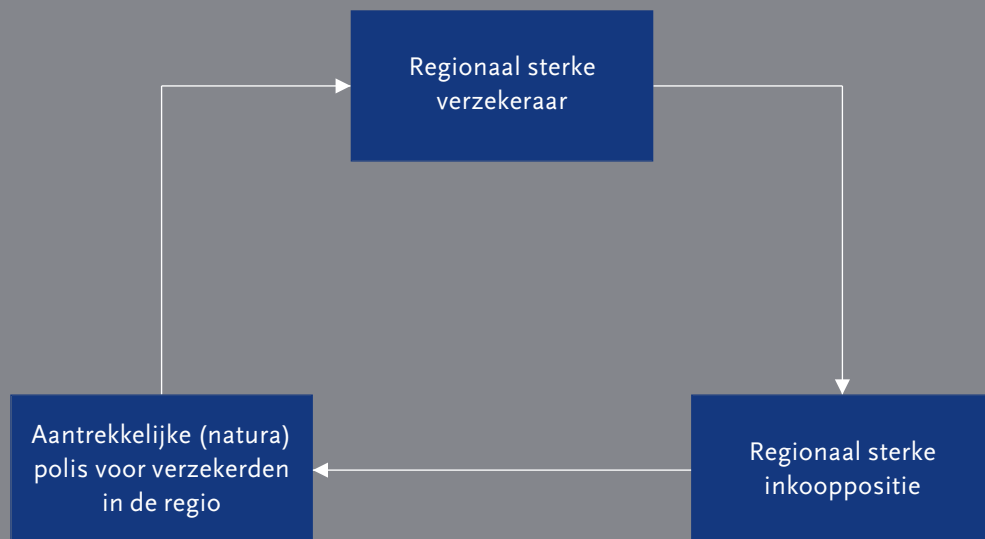 Regionaal sterke
verzekeraar
Aantrekkelijke (natura)
polis voor verzekerden
in de regio
Regionaal sterke
inkooppositie